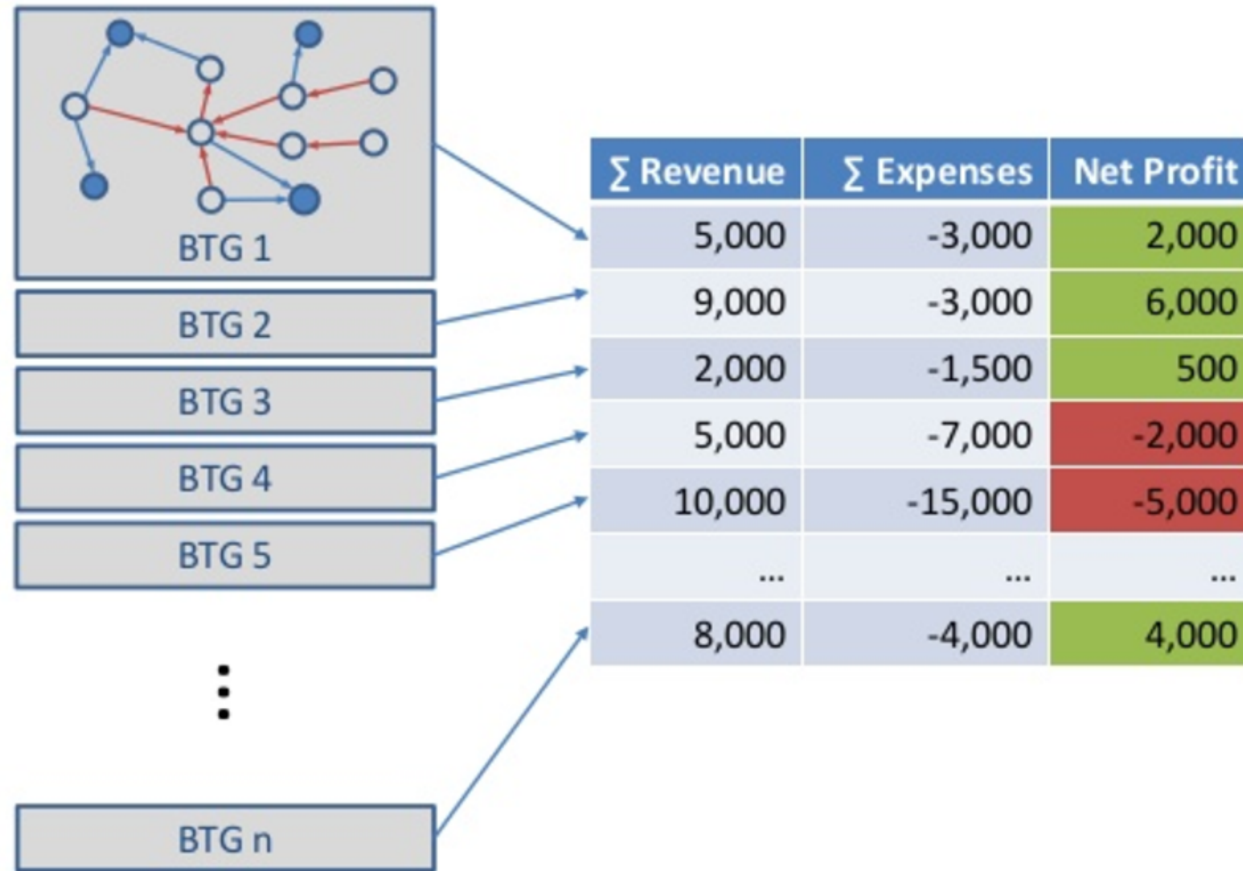 BTG 1
BTG 2
BTG 3
BTG 4
BTG 5
⋮
BTG n
∑ Revenue ∑ Expenses Net Profit
5,000 -3,000 2,000
9,000 -3,000 6,000
2,000 -1,500 500
5,000 -7,000 -2,000
10,000 -15,000 -5,000
... ... ...
8,000 -4,000 4,000